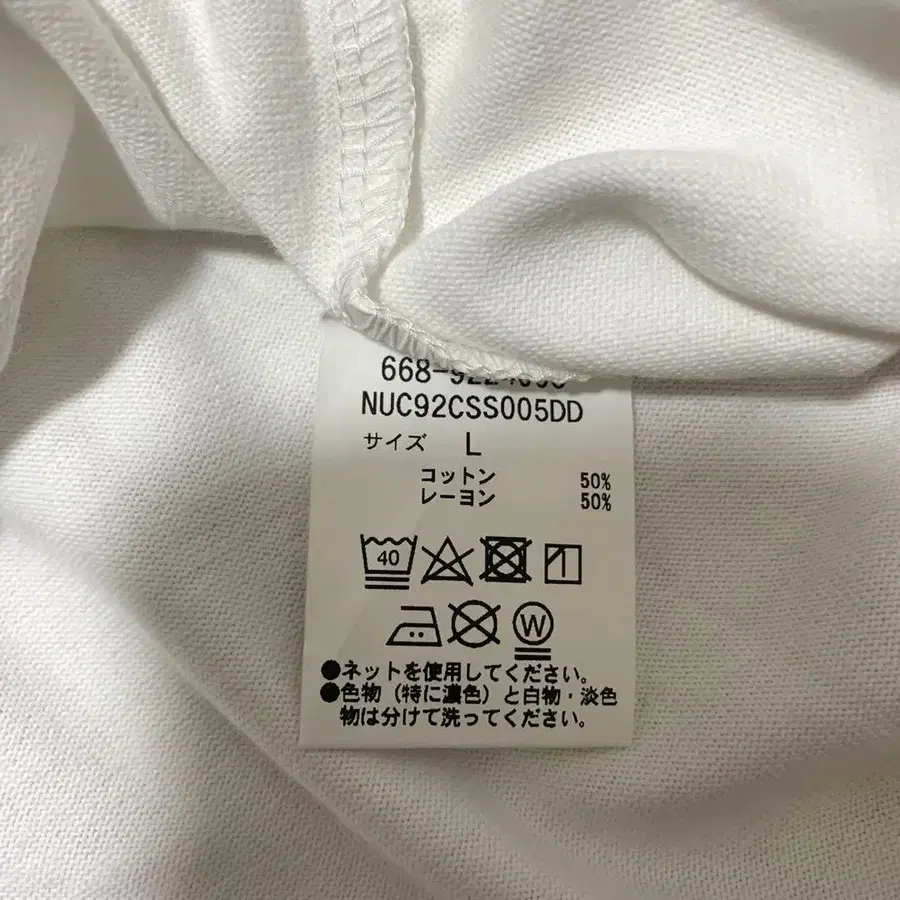 NUC92CSS005DD
サイズ L
コットン 50%
レーヨン 50%
40
W
●ネットを使用してください。
●色物（特に濃色）と白物・淡色
物は分けて洗ってください。